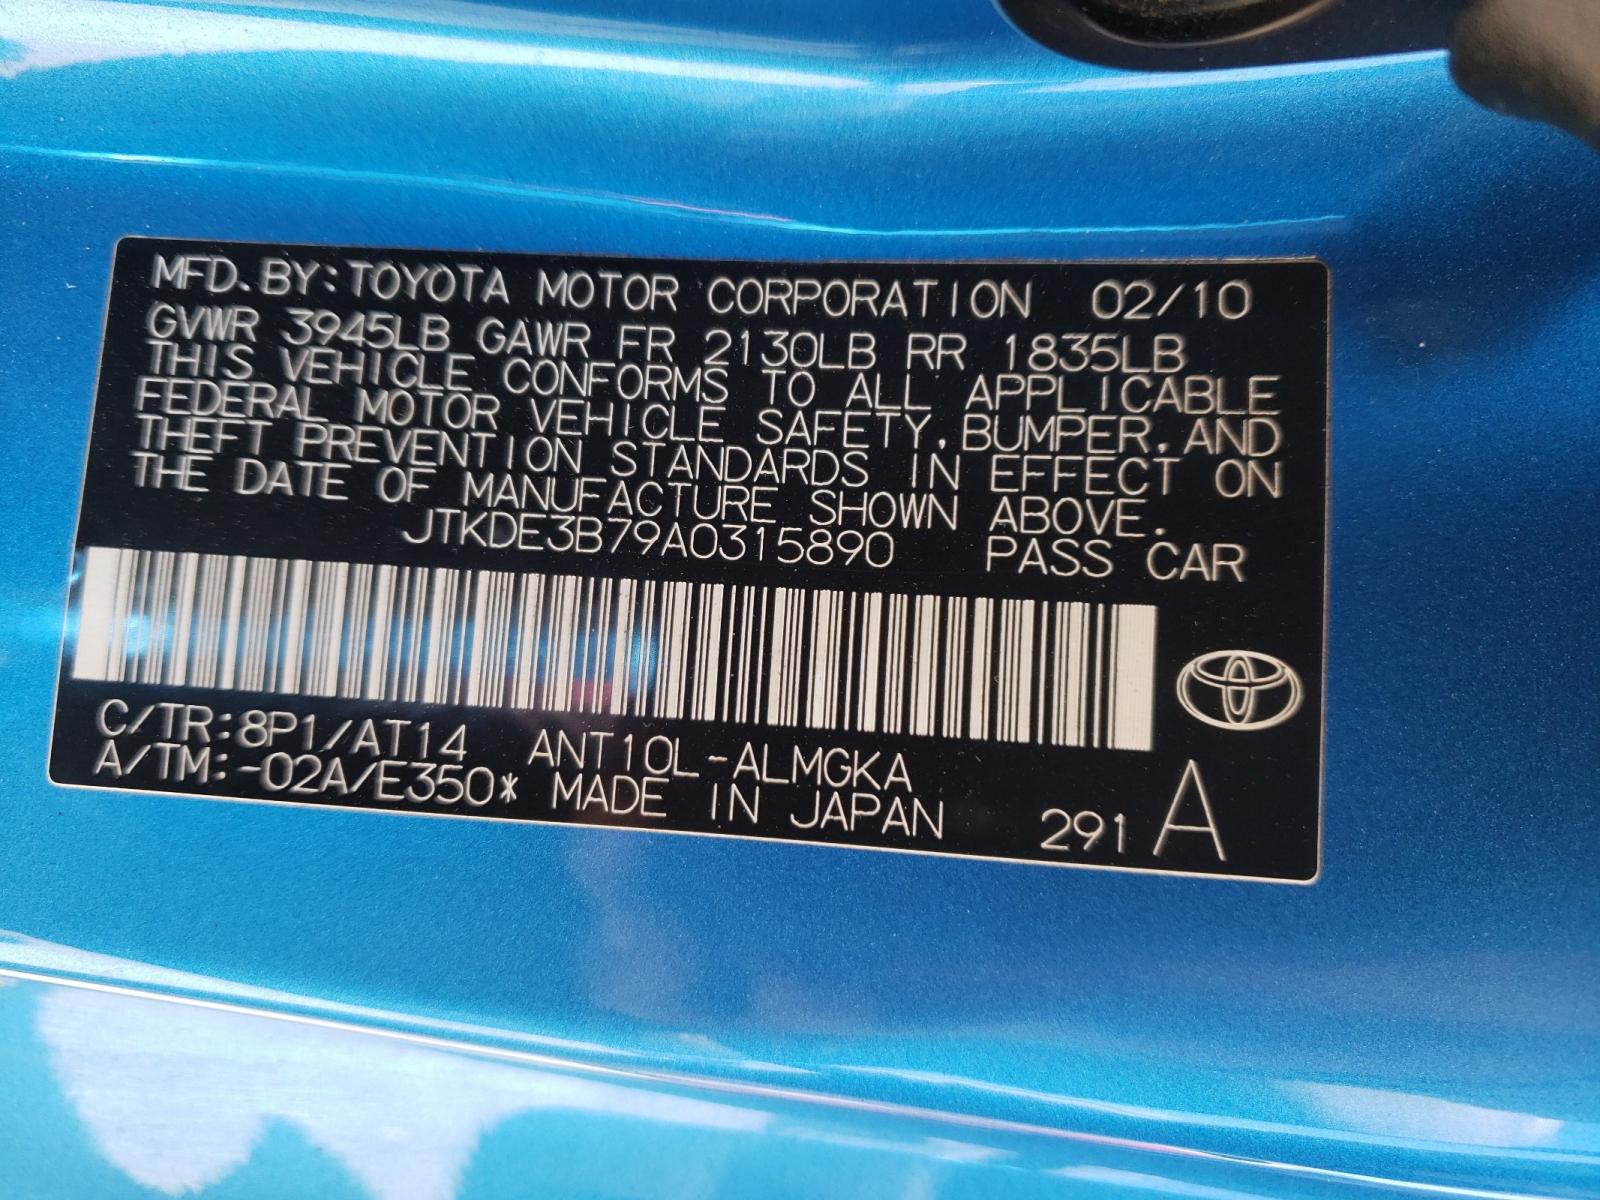 MFD.BY:TOYOTA MOTOR CORPORATION 02/10
GVWR 3945LB GAWR FR 2130LB RR 1835LB
THIS VEHICLE CONFORMS TO ALL APPLICABLE
FEDERAL MOTOR VEHICLE SAFETY,BUMPER,AND
THEFT PREVENTION STANDARDS IN EFFECT ON
THE DATE OF MANUFACTURE SHOWN ABOVE.
JTKDE3B79A0315890 PASS CAR
C/TR:8P1/AT14 ANT10L-ALMGKA
A/TM:-02A/E350* MADE IN JAPAN 291 A